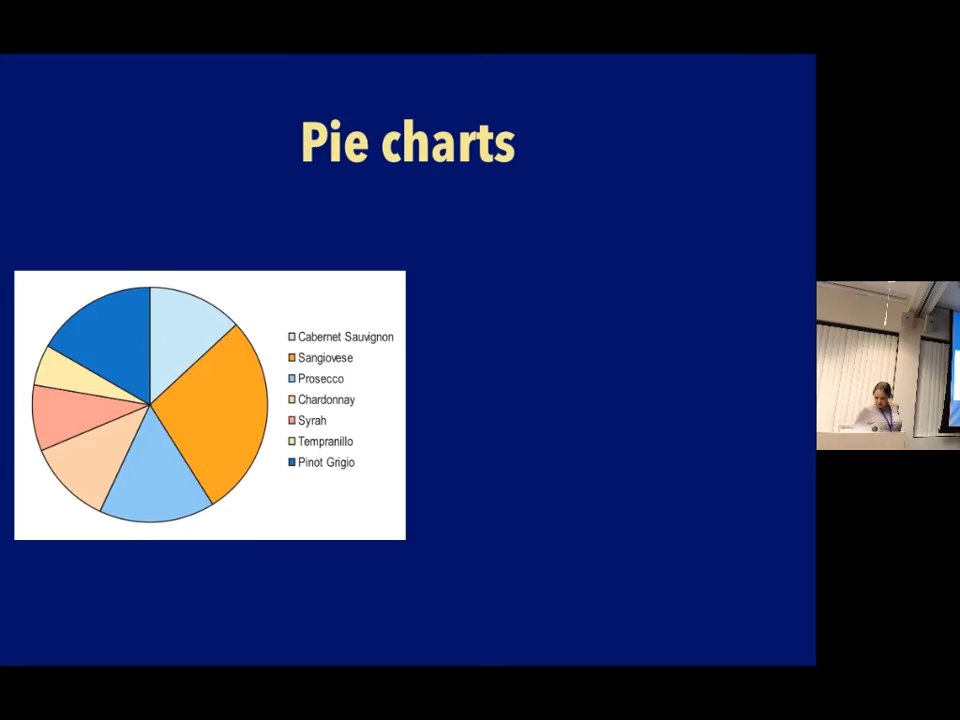 Pie charts
Cabernet Sauvignon
Sangiovese
Prosecco
Chardonnay
Syrah
Tempranillo
Pinot Grigio